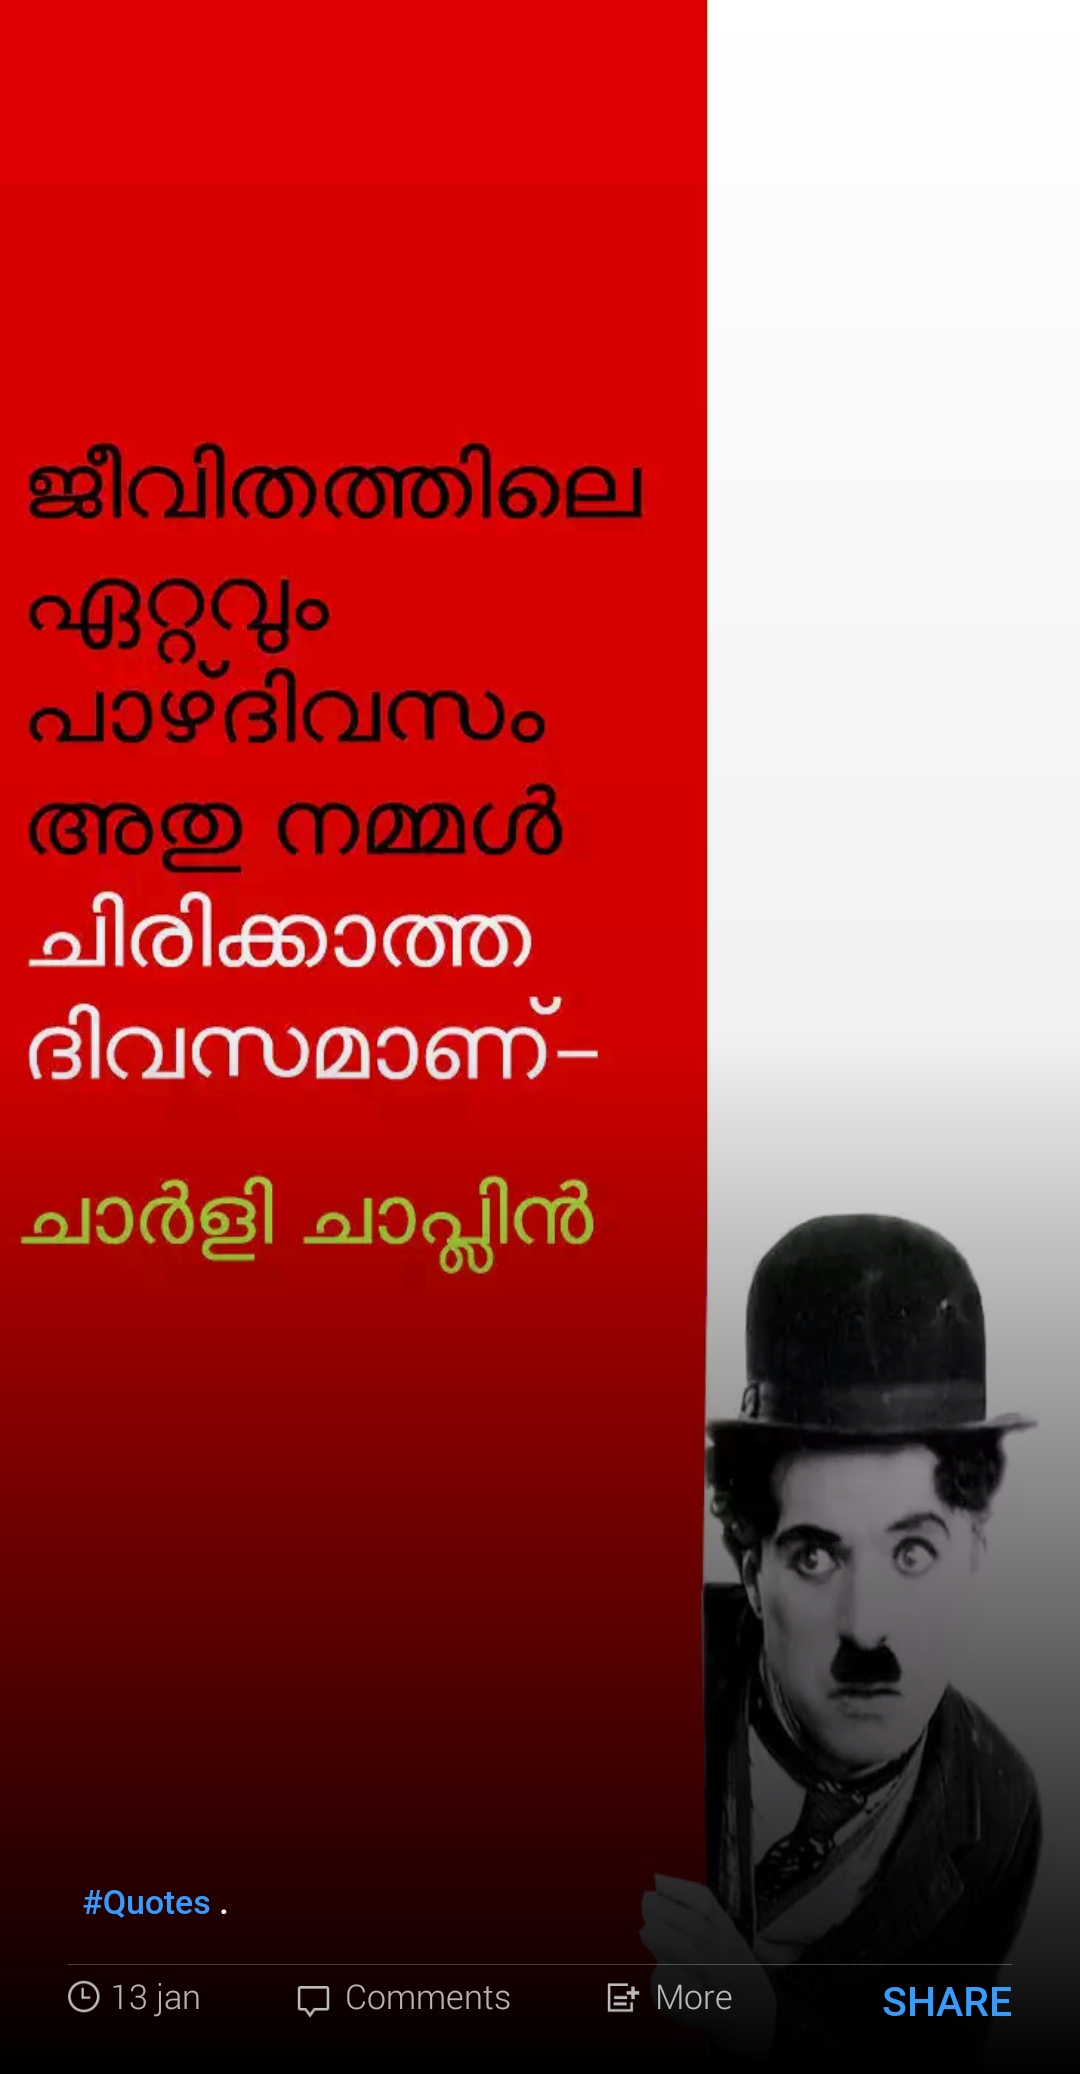 ജീവിതത്തിലെ
ഏറ്റവും
പാഴ്ദിവസം
അതു നമ്മൾ
ചിരിക്കാത്ത
ദിവസമാണ്–
ചാർളി ചാപ്ലിൻ
#Quotes .
13 jan Comments More SHARE